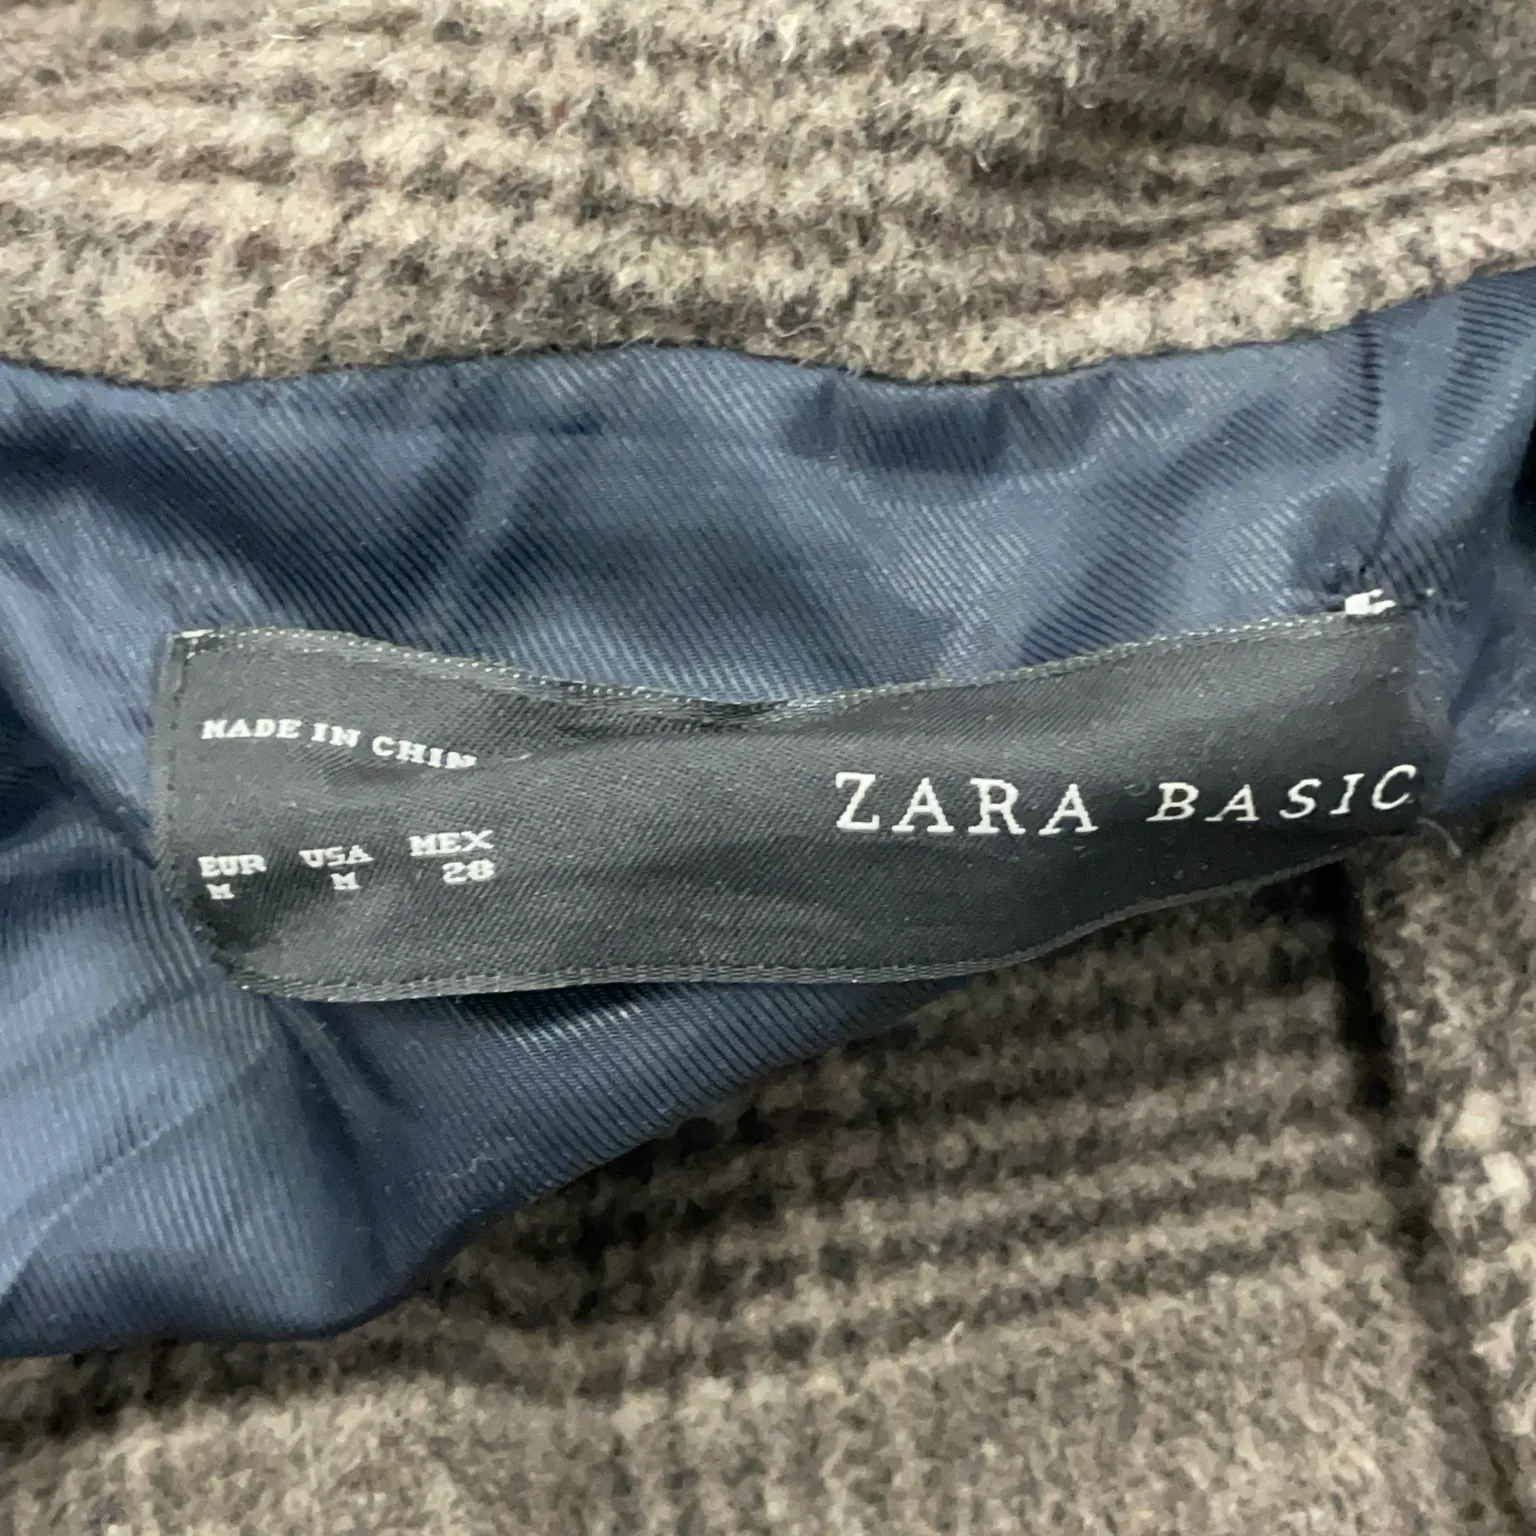 MADE IN CHIN
ZARA BASIC
EUR USA MEX
M M 28